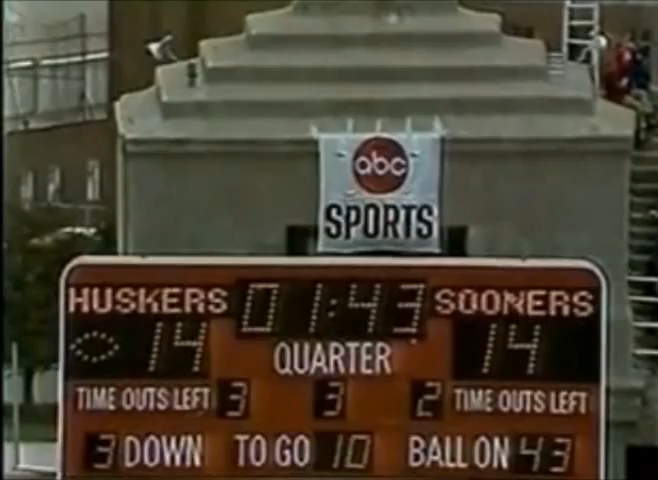 abc
SPORTS
HUSKERS 01:43 SOONERS
14 14
QUARTER
TIME OUTS LEFT 3 3 2 TIME OUTS LEFT
3 DOWN TO GO 10 BALL ON 43